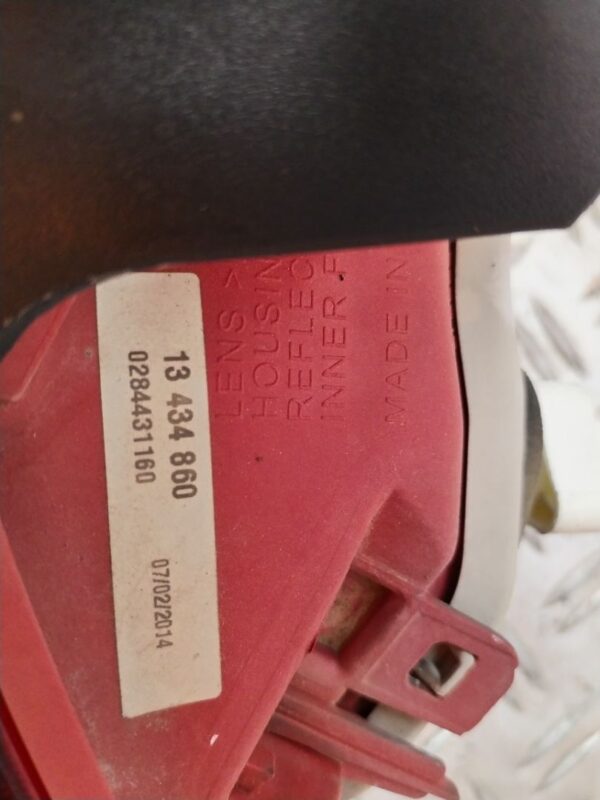 13 434 860
0284431160
07/02/2014
LENS >
HOUSIN
REFLEC
INNER F
MADE IN